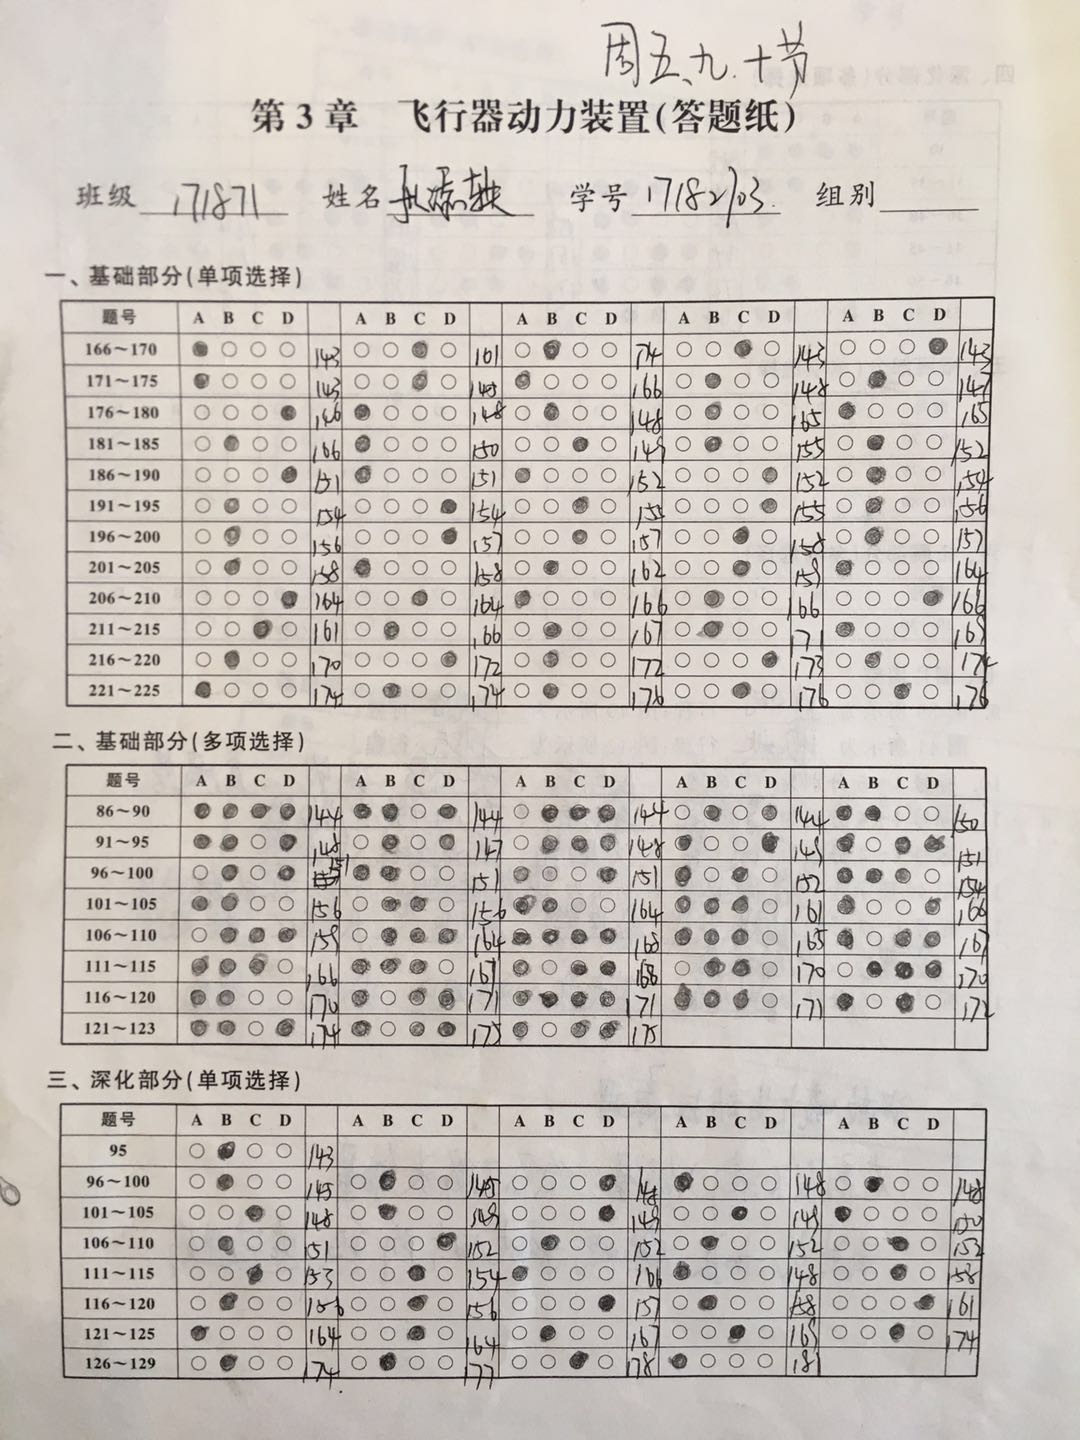 周五、九.十节
第3章 飞行器动力装置(答题纸)
班级 171871 姓名 学号 17182703. 组别
一、基础部分(单项选择)
题号 A B C D A B C D A B C D A B C D A B C D
166～170 143 161 174 143 143
171～175 143 148 166 148 147
176～180 146 148 148 165 165
181～185 166 150 149 155 152
186～190 151 151 152 152 154
191～195 154 154 155 155 156
196～200 156 157 157 158 157
201～205 158 158 162 159 164
206～210 164 164 166 166 166
211～215 161 166 167 171 169
216～220 170 172 172 173 174
221～225 174 174 176 176 176
二、基础部分(多项选择)
题号 A B C D A B C D A B C D A B C D A B C D
86～90 144 144 144 144 150
91～95 148 147 148 149 151
96～100 151 151 151 152 154
101～105 156 156 164 161 166
106～110 159 164 168 165 167
111～115 166 167 168 170 170
116～120 170 171 171 171 172
121～123 174 175 175
三、深化部分(单项选择)
题号 A B C D A B C D A B C D A B C D A B C D
95 143
96～100 145 145 148 148 148
101～105 148 149 149 149 150
106～110 151 152 152 152 152
111～115 153 154 166 148 158
116～120 156 156 157 158 161
121～125 164 164 167 169 174
126～129 174. 177 178 181